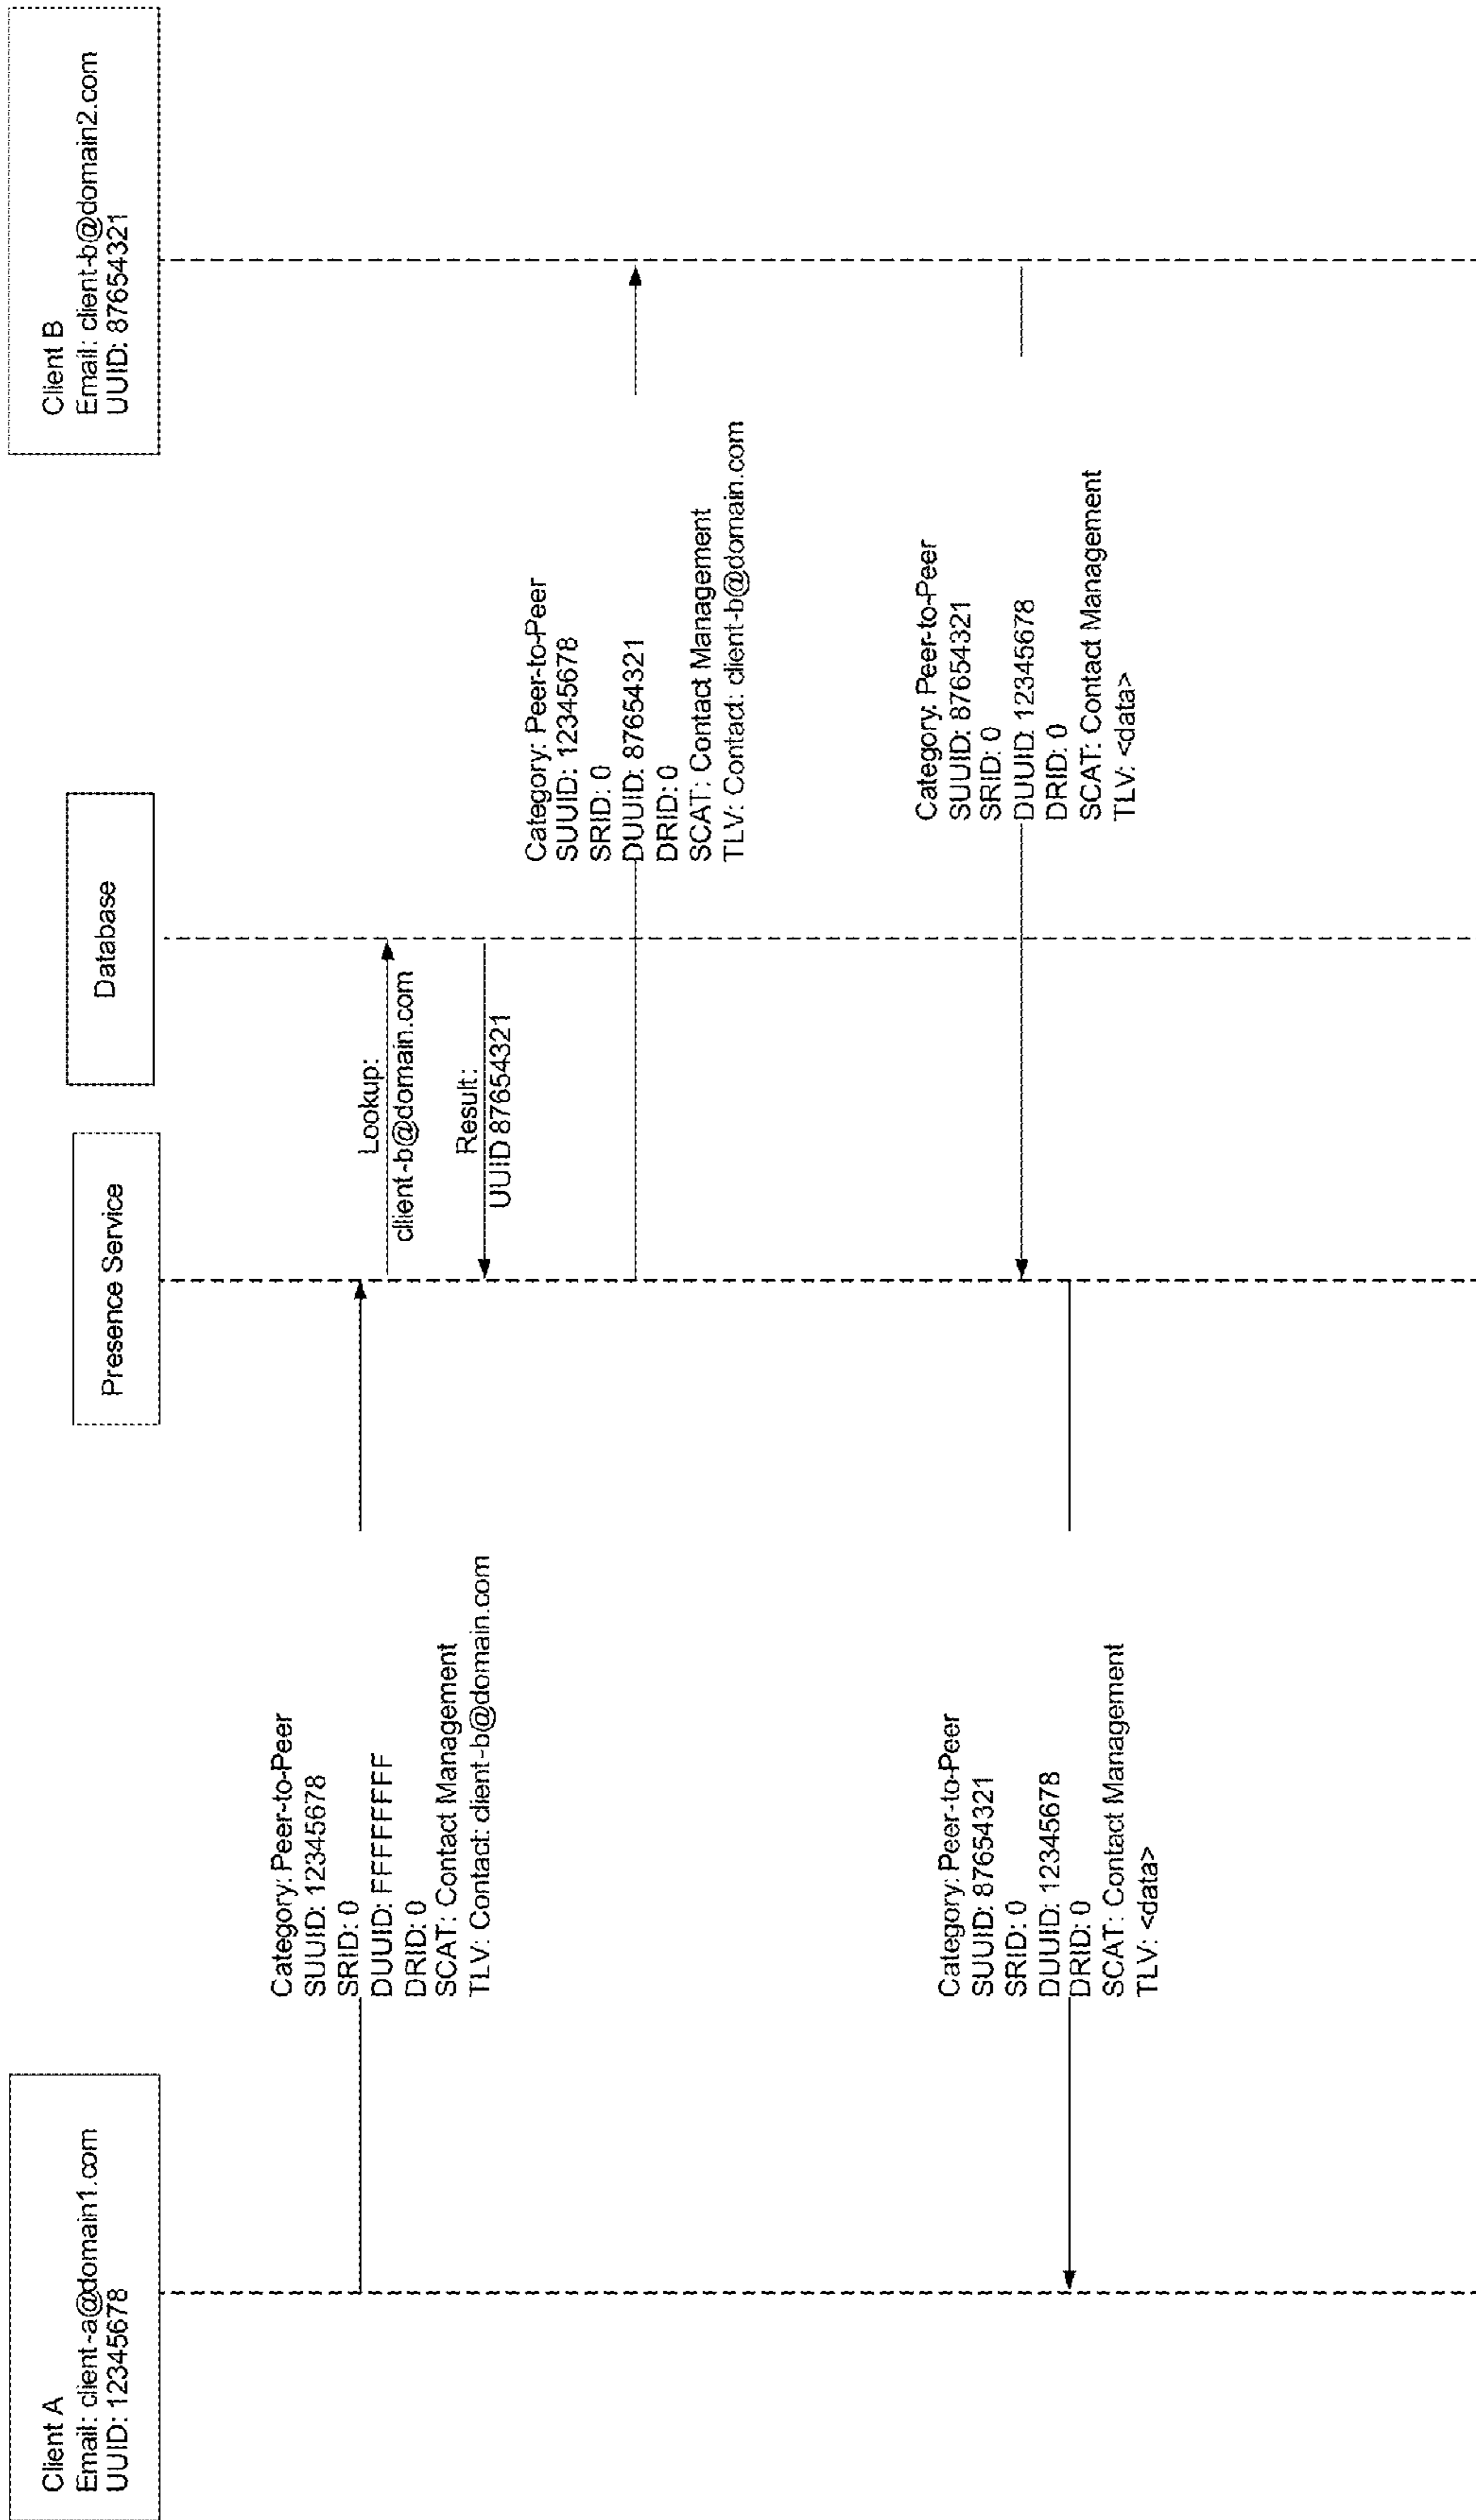 Client A
Email: client-a@domain1.com
UUID: 12345678
Presence Service
Database
Client B
Email: client-b@domain2.com
UUID: 87654321
Category: Peer-to-Peer
SUUID: 12345678
SRID: 0
DUUID: FFFFFFFF
DRID: 0
SCAT: Contact Management
TLV: Contact: client-b@domain.com
Lookup:
client-b@domain.com
Result:
UUID 87654321
Category: Peer-to-Peer
SUUID: 12345678
SRID: 0
DUUID: 87654321
DRID: 0
SCAT: Contact Management
TLV: Contact: client-b@domain.com
Category: Peer-to-Peer
SUUID: 87654321
SRID: 0
DUUID: 12345678
DRID: 0
SCAT: Contact Management
TLV: <data>
Category: Peer-to-Peer
SUUID: 87654321
SRID: 0
DUUID: 12345678
DRID: 0
SCAT: Contact Management
TLV: <data>